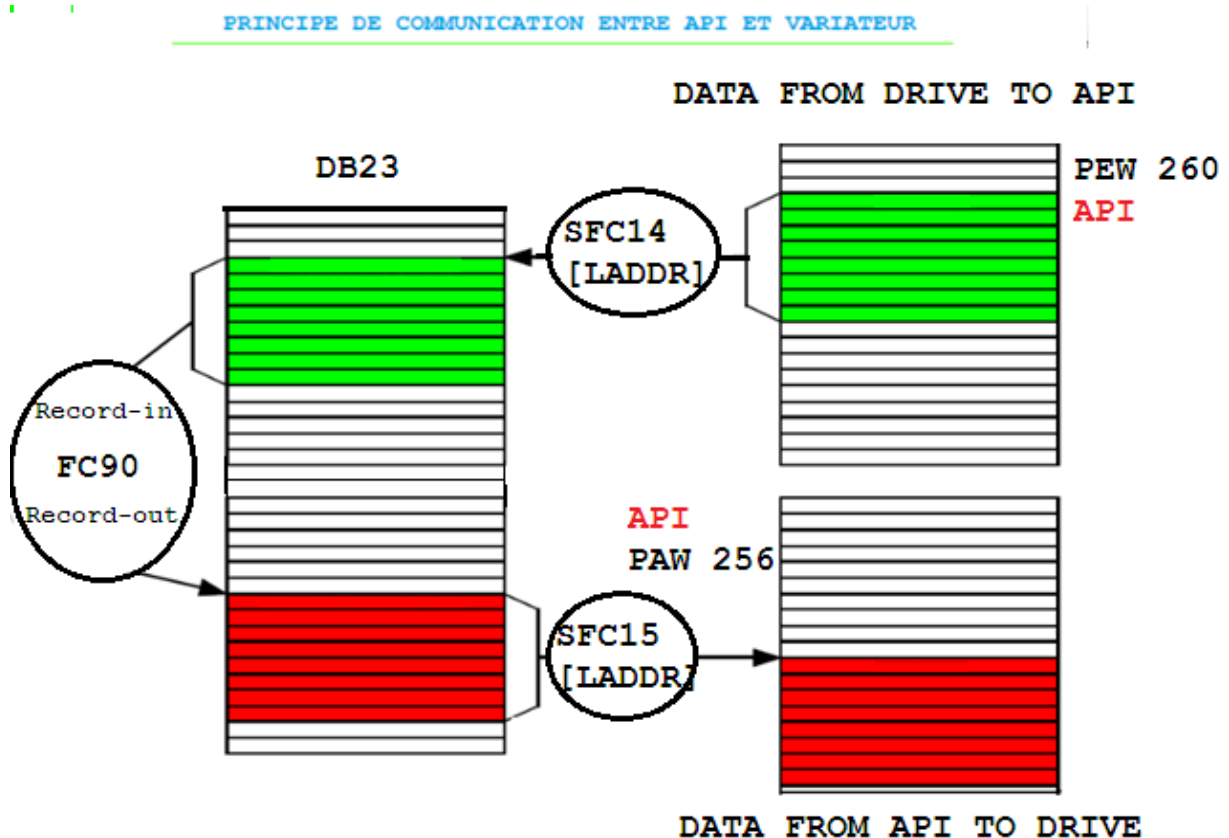 PRINCIPE DE COMMUNICATION ENTRE API ET VARIATEUR
DATA FROM DRIVE TO API
DB23
PEW 260
API
SFC14
[LADDR]
Record-in
FC90
Record-out
API
PAW 256
SFC15
[LADDR]
DATA FROM API TO DRIVE